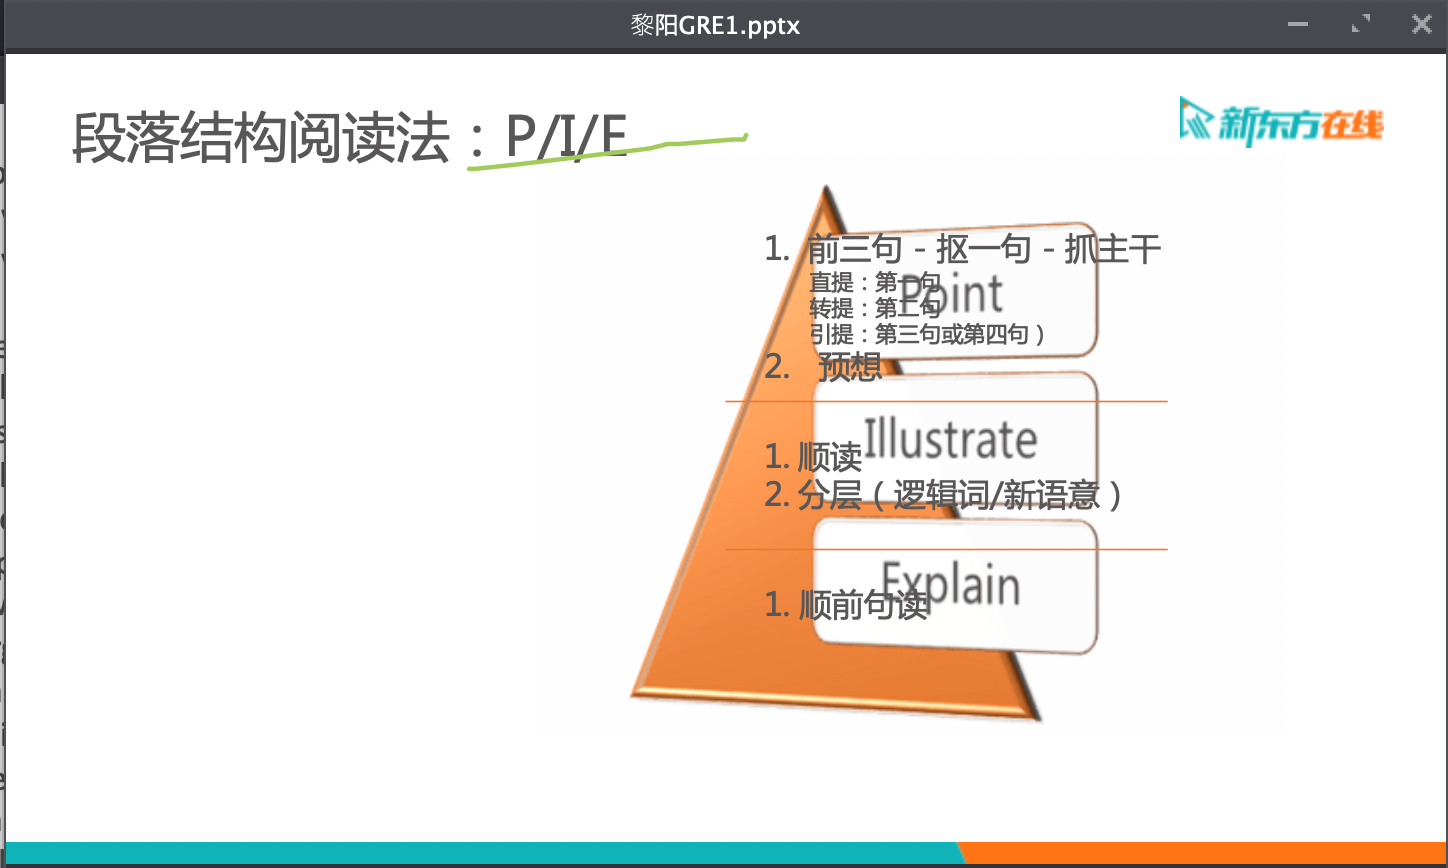 黎阳GRE1.pptx
新东方在线
段落结构阅读法：P/I/E
1. 前三句 - 抠一句 - 抓主干
直提：第一句
Point
转提：第二句
引提：第三句或第四句）
2. 预想
Illustrate
1. 顺读
2. 分层（逻辑词/新语意）
Explain
1. 顺前句读